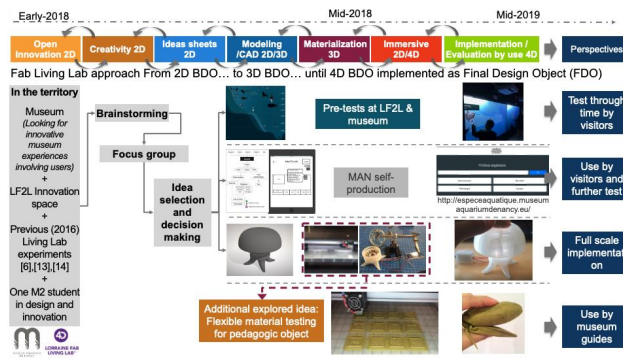 Early-2018
Mid-2018
Mid-2019
Open
Innovation 2D
Creativity 2D
Ideas sheets
2D
Modeling
/CAD 2D/3D
Materialization
3D
Immersive
2D/4D
Implementation /
Evaluation by use 4D
Perspectives
Fab Living Lab approach From 2D BDO… to 3D BDO… until 4D BDO implemented as Final Design Object (FDO)
In the territory
Museum
(Looking for
innovative
museum
experiences
involving users)
+
LF2L Innovation
space
+
Previous (2016)
Living Lab
experiments
[6],[13],[14]
+
One M2 student
in design and
innovation
Brainstorming
Focus group
Idea
selection
and
decision
making
Pre-tests at LF2L &
museum
Test through
time by
visitors
MAN self-
production
http://especeaquatique.museum
aquariumdenancy.eu/
Use by
visitors and
further test
Full scale
implementati
on
Additional explored idea:
Flexible material testing
for pedagogic object
Use by
museum
guides
4D
LORRAINE FAB
LIVING LAB